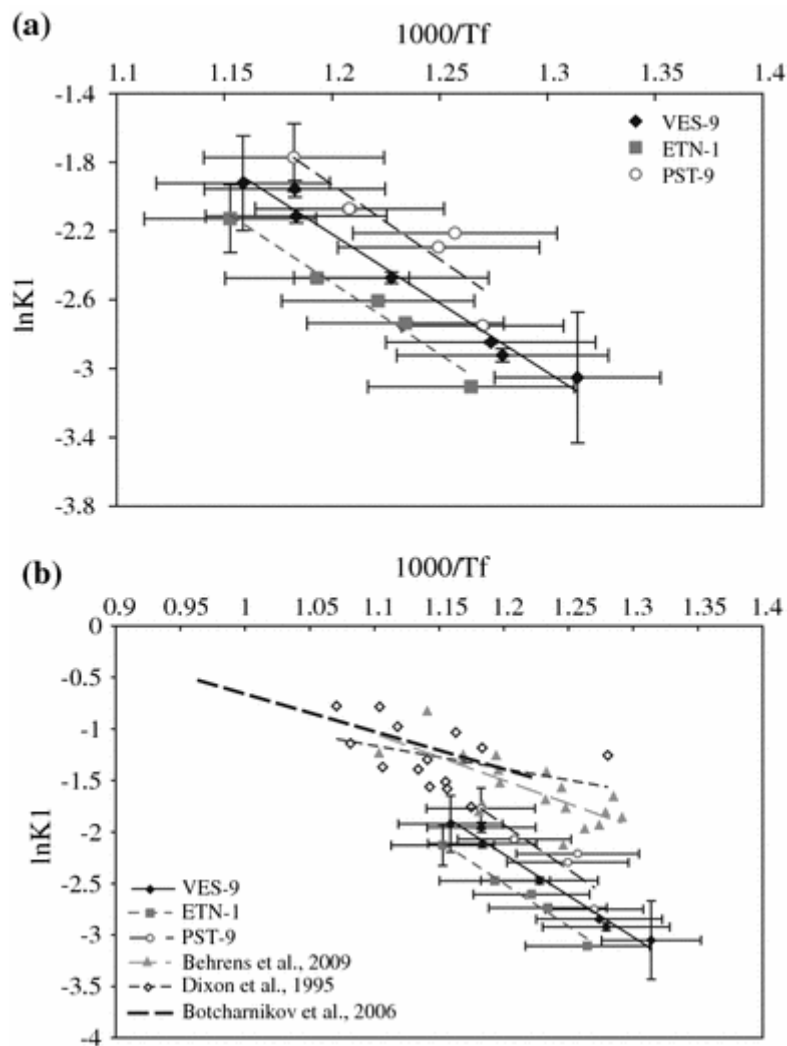 (a)
1000/Tf
1.1 1.15 1.2 1.25 1.3 1.35 1.4
-1.4
-1.8
-2.2
-2.6
-3
-3.4
-3.8
lnK1
VES-9
ETN-1
PST-9
(b)
1000/Tf
0.9 0.95 1 1.05 1.1 1.15 1.2 1.25 1.3 1.35 1.4
0
-0.5
-1
-1.5
-2
-2.5
-3
-3.5
-4
lnK1
VES-9
ETN-1
PST-9
Behrens et al., 2009
Dixon et al., 1995
Botcharnikov et al., 2006